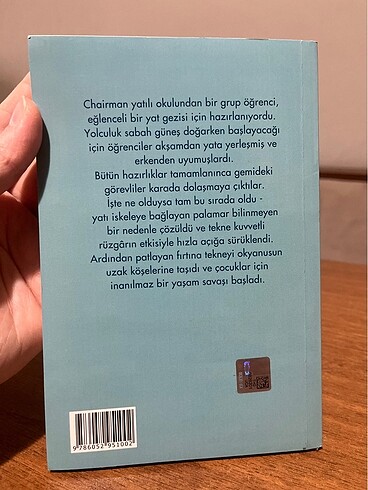 Chairman yatılı okulundan bir grup öğrenci,
eğlenceli bir yat gezisi için hazırlanıyordu.
Yolculuk sabah güneş doğarken başlayacağı
için öğrenciler akşamdan yata yerleşmiş ve
erkenden uyumuşlardı.
Bütün hazırlıklar tamamlanınca gemideki
görevliler karada dolaşmaya çıktılar.
İşte ne olduysa tam bu sırada oldu -
yatı iskeleye bağlayan palamar bilinmeyen
bir nedenle çözüldü ve tekne kuvvetli
rüzgârın etkisiyle hızla açığa sürüklendi.
Ardından patlayan fırtına tekneyi okyanusun
uzak köşelerine taşıdı ve çocuklar için
inanılmaz bir yaşam savaşı başladı.
9 786052 951002